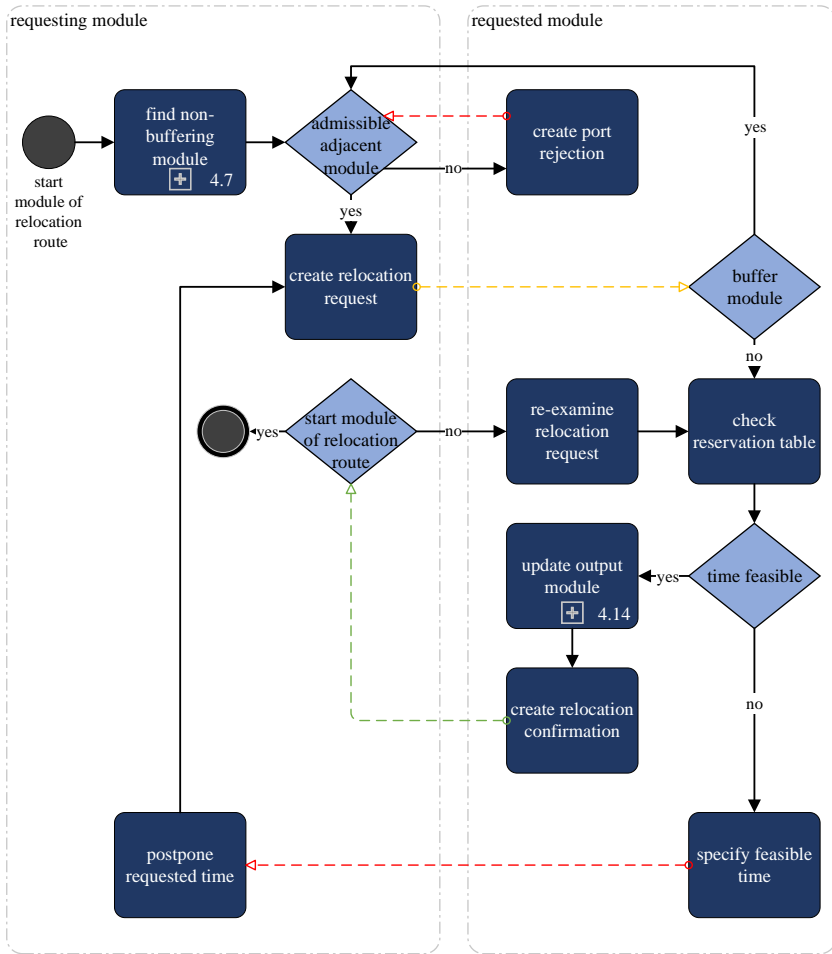 requesting module
requested module
find non-
buffering
module
4.7
admissible
adjacent
module
create port
rejection
yes
start
module of
relocation
route
no
yes
create relocation
request
buffer
module
no
start module
of relocation
route
yes
no
re-examine
relocation
request
check
reservation table
update output
module
4.14
yes
time feasible
create relocation
confirmation
no
postpone
requested time
specify feasible
time